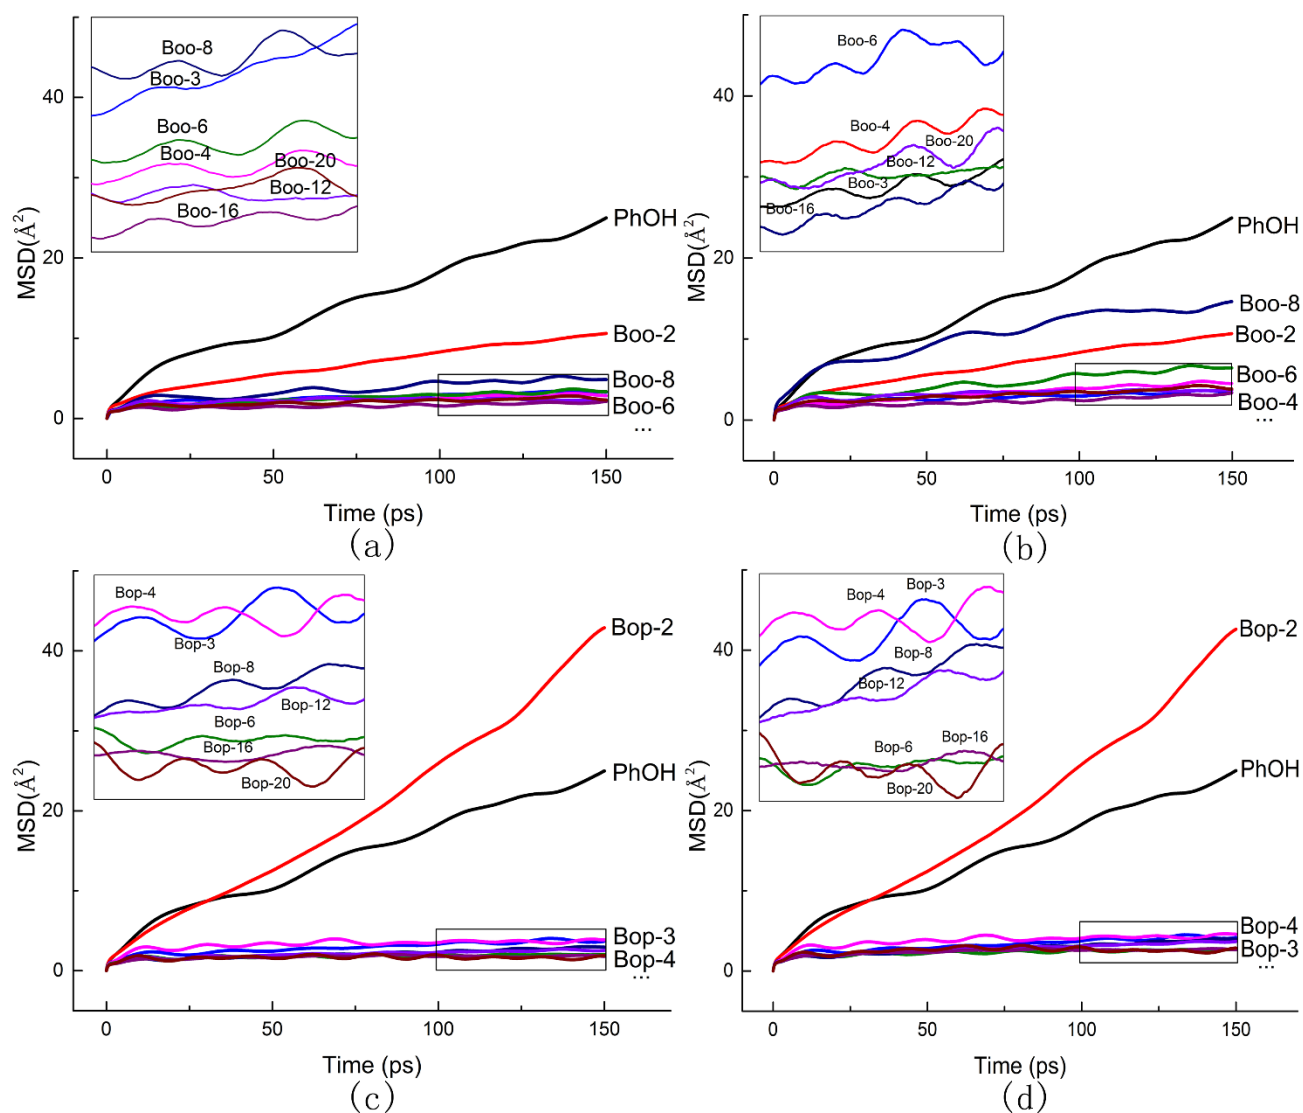 Boo-8
Boo-3
Boo-6
Boo-4
Boo-20
Boo-12
Boo-16
MSD(Å²)
40
20
0
PhOH
Boo-2
Boo-8
Boo-6
...
0
50
100
150
Time (ps)
(a)
Boo-6
Boo-4
Boo-20
Boo-12
Boo-3
Boo-16
MSD(Å²)
40
20
0
PhOH
Boo-8
Boo-2
Boo-6
Boo-4
...
0
50
100
150
Time (ps)
(b)
Bop-4
Bop-3
Bop-8
Bop-12
Bop-6
Bop-16
Bop-20
MSD(Å²)
40
20
0
Bop-2
PhOH
Bop-3
Bop-4
...
0
50
100
150
Time (ps)
(c)
Bop-3
Bop-4
Bop-8
Bop-12
Bop-16
Bop-6
Bop-20
MSD(Å²)
40
20
0
Bop-2
PhOH
Bop-4
Bop-3
...
0
50
100
150
Time (ps)
(d)